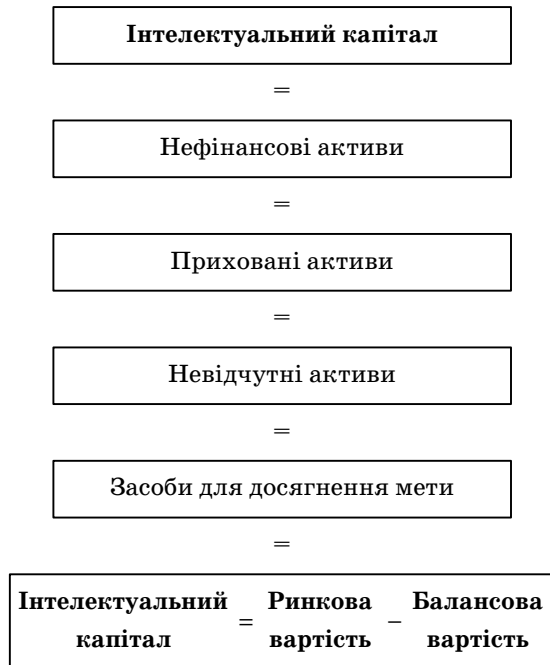 Інтелектуальний капітал
=
Нефінансові активи
=
Приховані активи
=
Невідчутні активи
=
Засоби для досягнення мети
=
Інтелектуальний капітал = Ринкова вартість – Балансова вартість